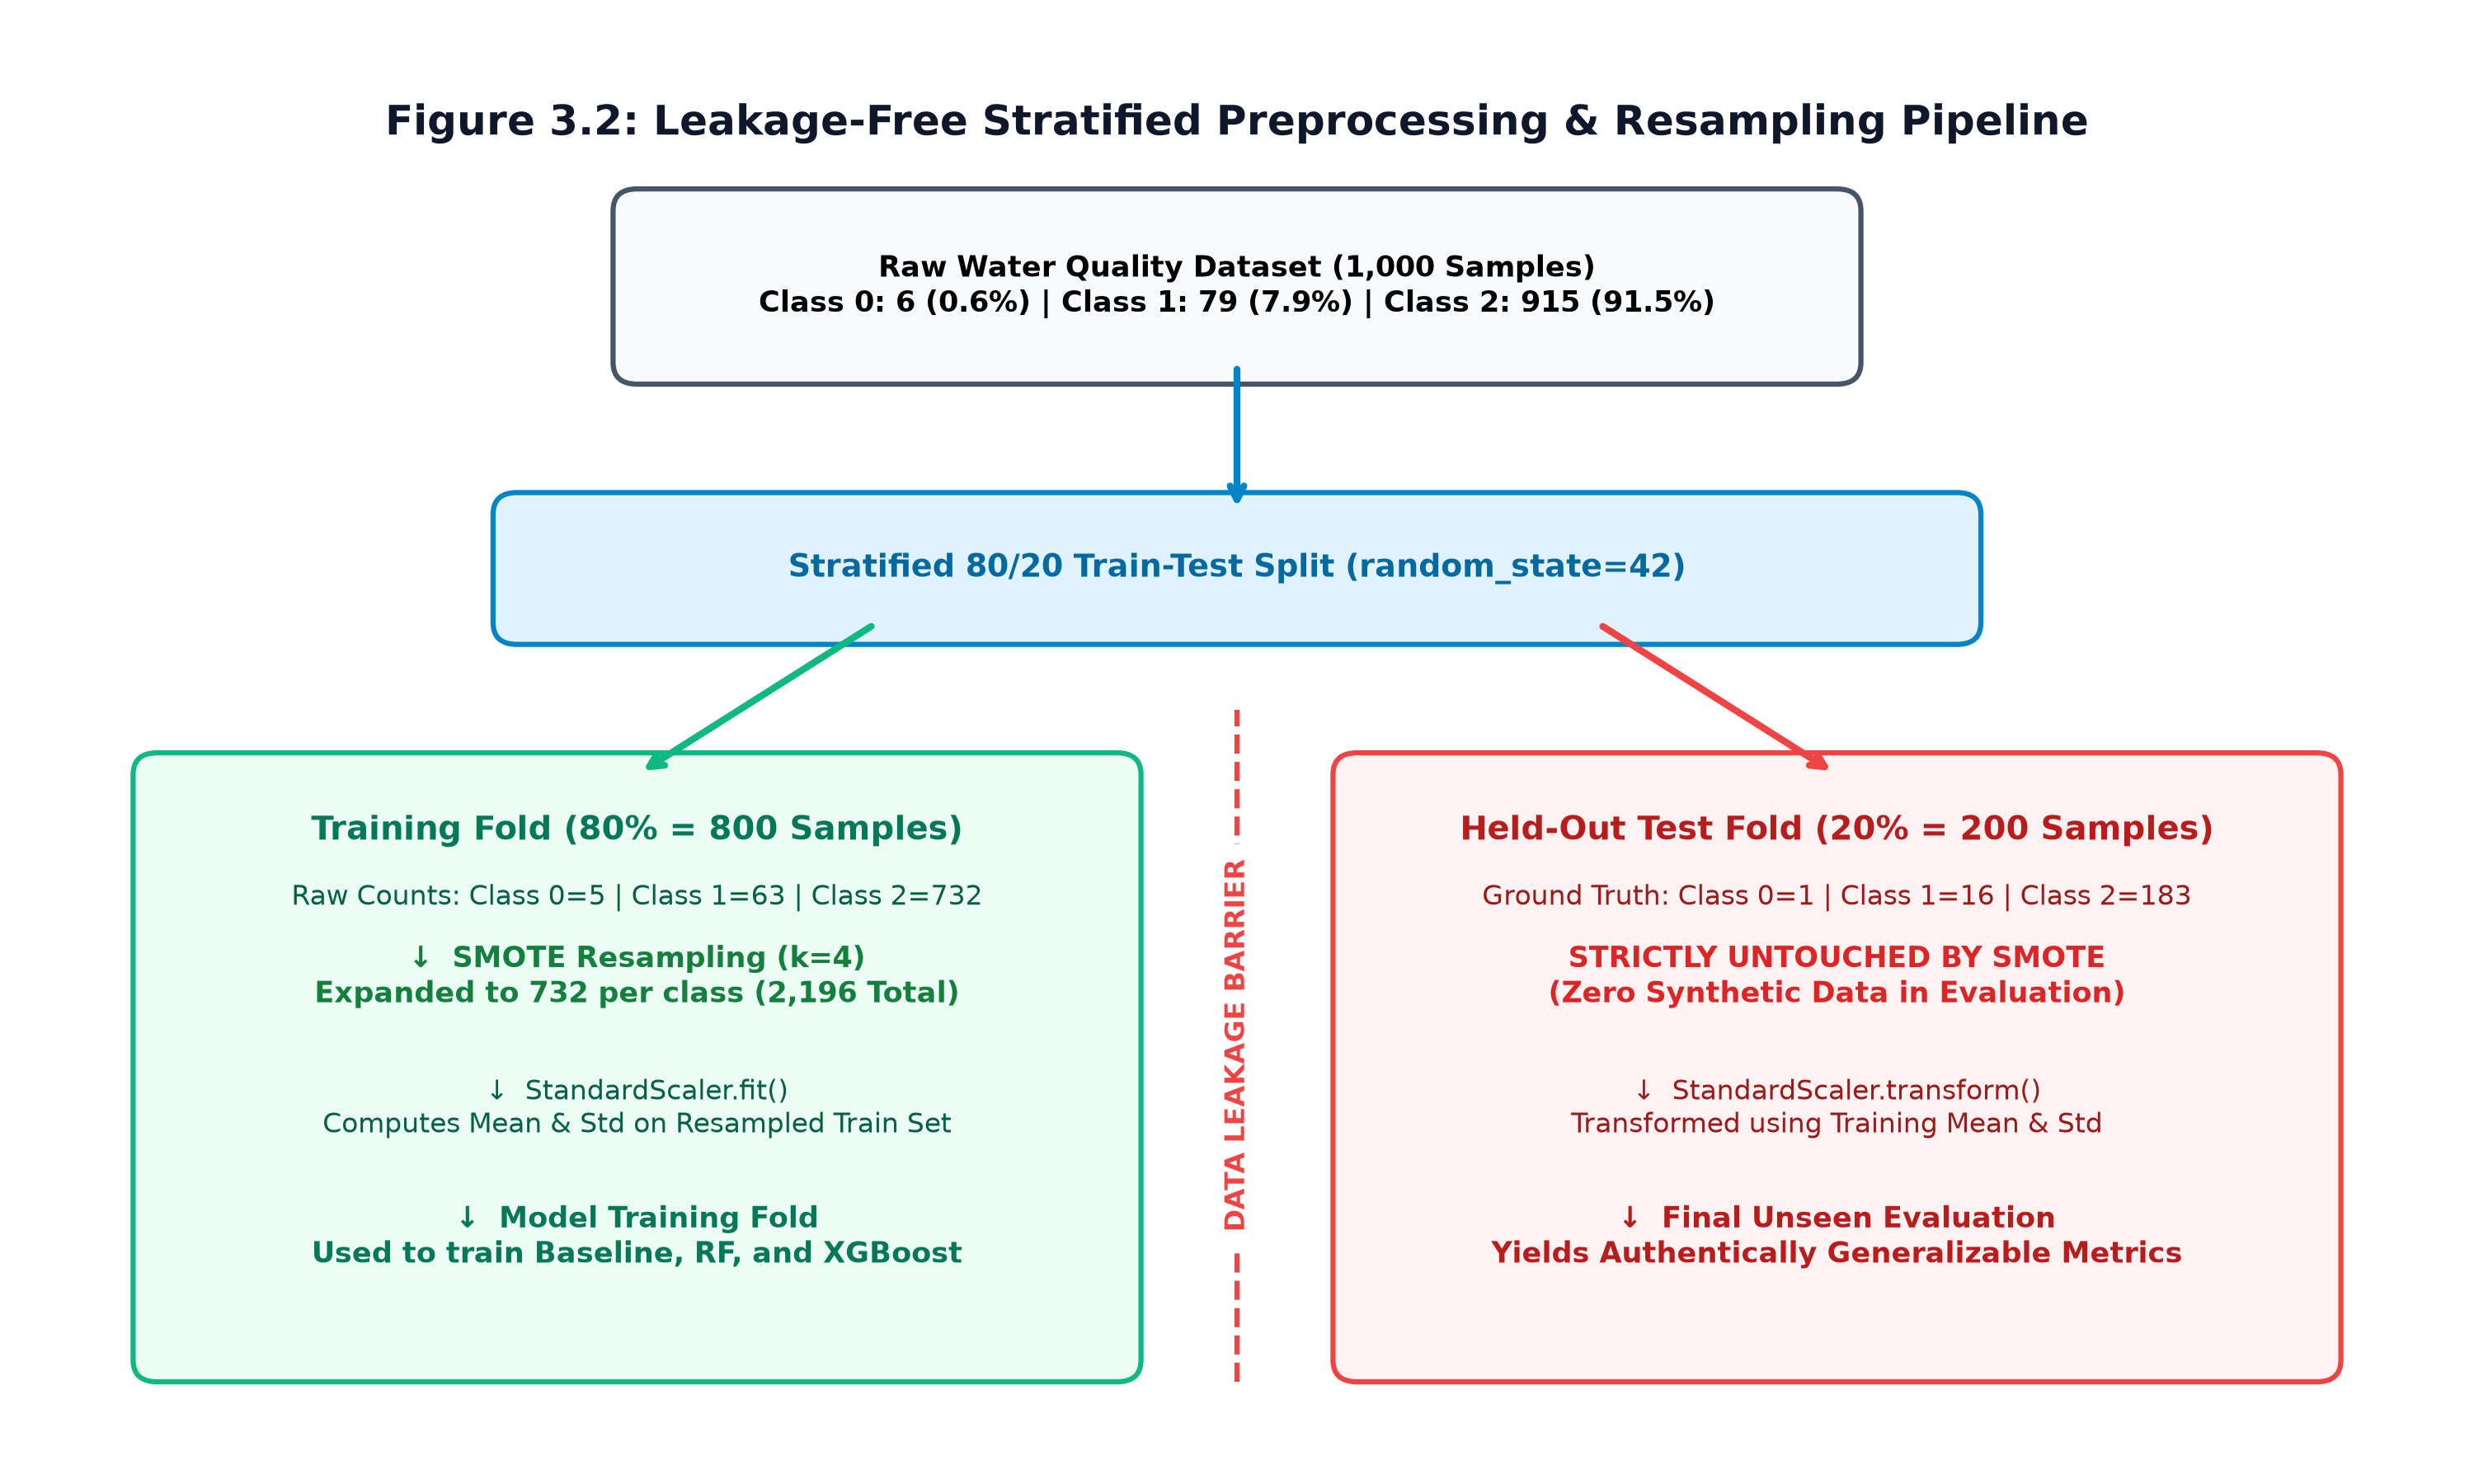 Figure 3.2: Leakage-Free Stratified Preprocessing & Resampling Pipeline
Raw Water Quality Dataset (1,000 Samples)
Class 0: 6 (0.6%) | Class 1: 79 (7.9%) | Class 2: 915 (91.5%)
Stratified 80/20 Train-Test Split (random_state=42)
Training Fold (80% = 800 Samples)
Raw Counts: Class 0=5 | Class 1=63 | Class 2=732
↓ SMOTE Resampling (k=4)
Expanded to 732 per class (2,196 Total)
↓ StandardScaler.fit()
Computes Mean & Std on Resampled Train Set
↓ Model Training Fold
Used to train Baseline, RF, and XGBoost
DATA LEAKAGE BARRIER
Held-Out Test Fold (20% = 200 Samples)
Ground Truth: Class 0=1 | Class 1=16 | Class 2=183
STRICTLY UNTOUCHED BY SMOTE
(Zero Synthetic Data in Evaluation)
↓ StandardScaler.transform()
Transformed using Training Mean & Std
↓ Final Unseen Evaluation
Yields Authentically Generalizable Metrics